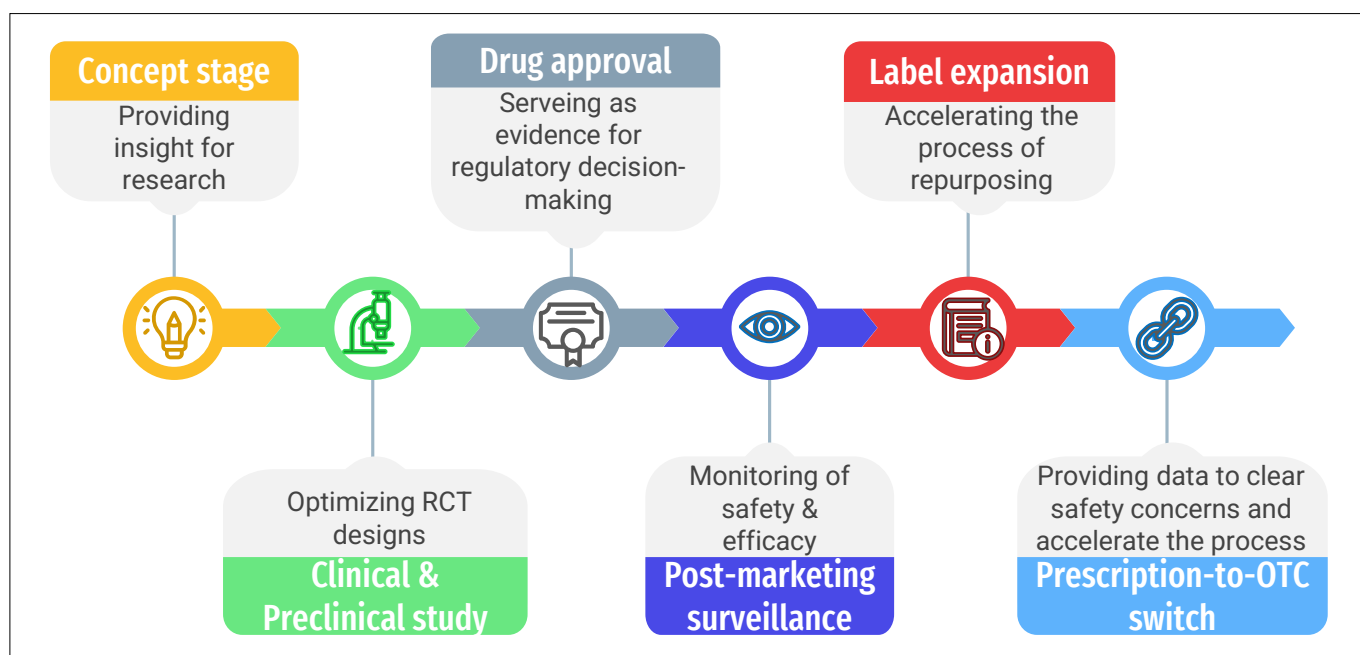 Concept stage
Providing
insight for
research
Drug approval
Serveing as
evidence for
regulatory decision-
making
Label expansion
Accelerating the
process of
repurposing
i
Optimizing RCT
designs
Clinical &
Preclinical study
Monitoring of
safety &
efficacy
Post-marketing
surveillance
Providing data to clear
safety concerns and
accelerate the process
Prescription-to-OTC
switch